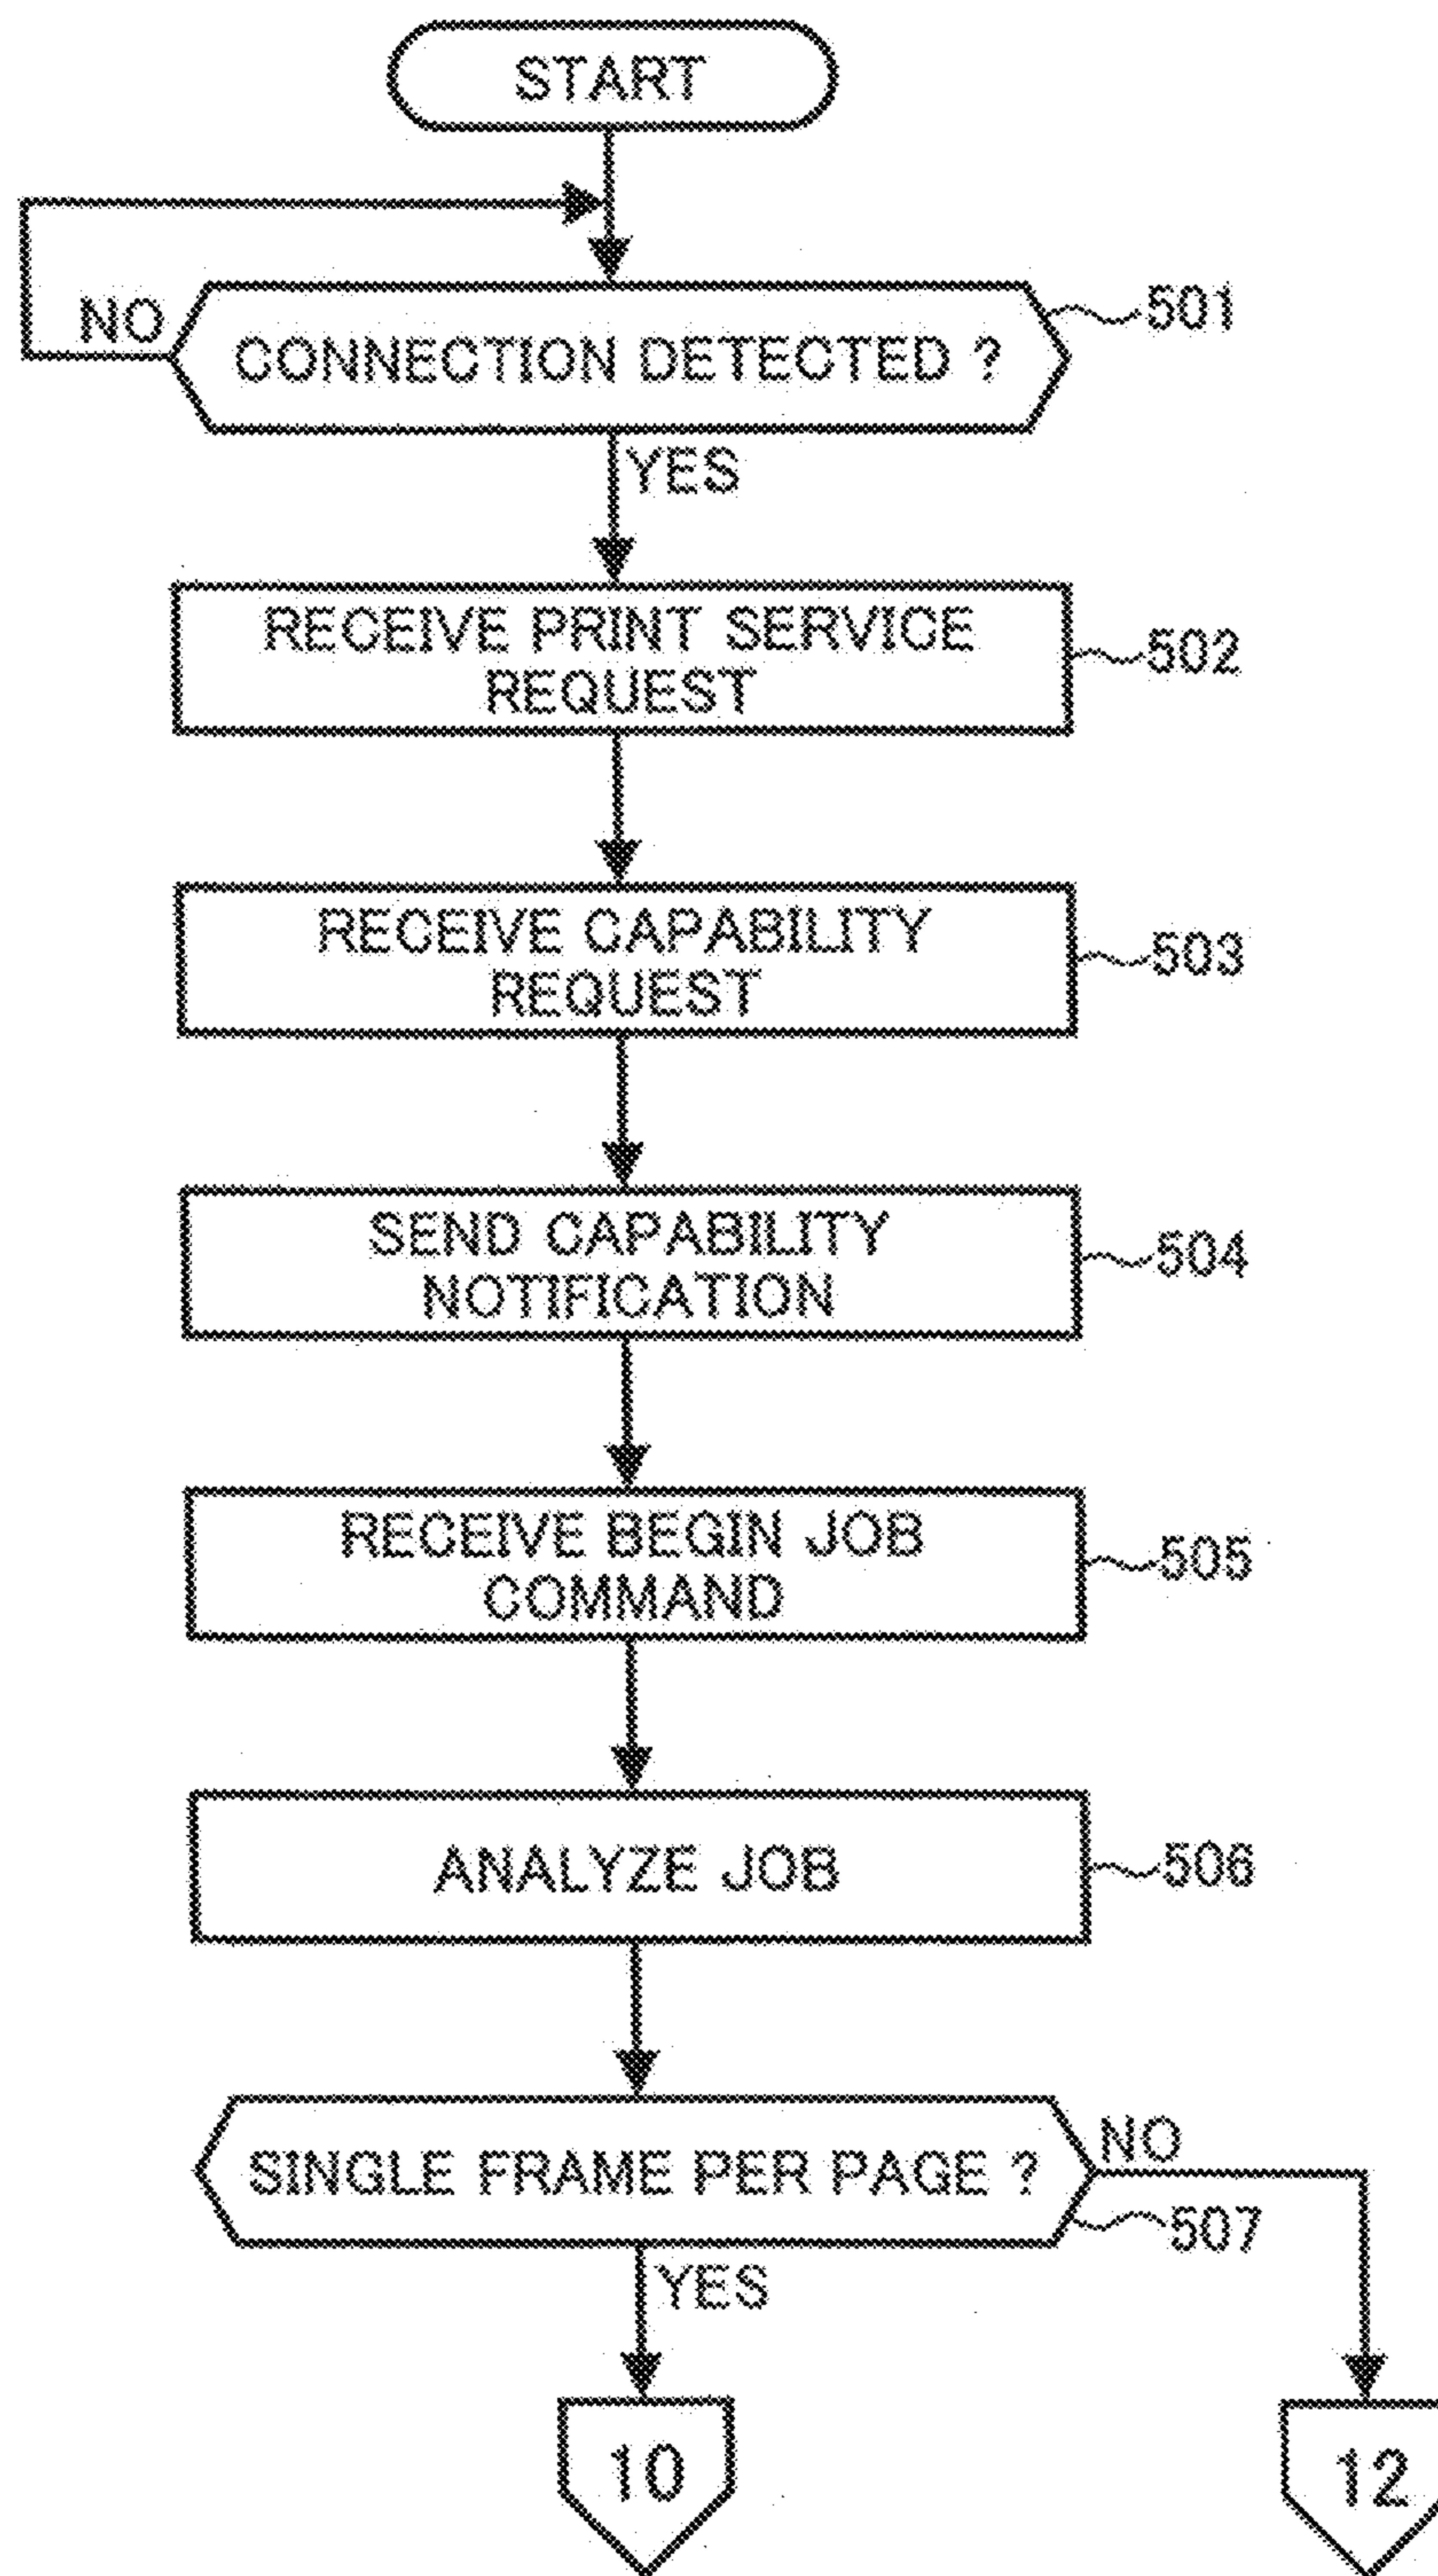 START
NO
CONNECTION DETECTED ?
501
YES
RECEIVE PRINT SERVICE
REQUEST
502
RECEIVE CAPABILITY
REQUEST
503
SEND CAPABILITY
NOTIFICATION
504
RECEIVE BEGIN JOB
COMMAND
505
ANALYZE JOB
506
SINGLE FRAME PER PAGE ?
NO
507
YES
10
12